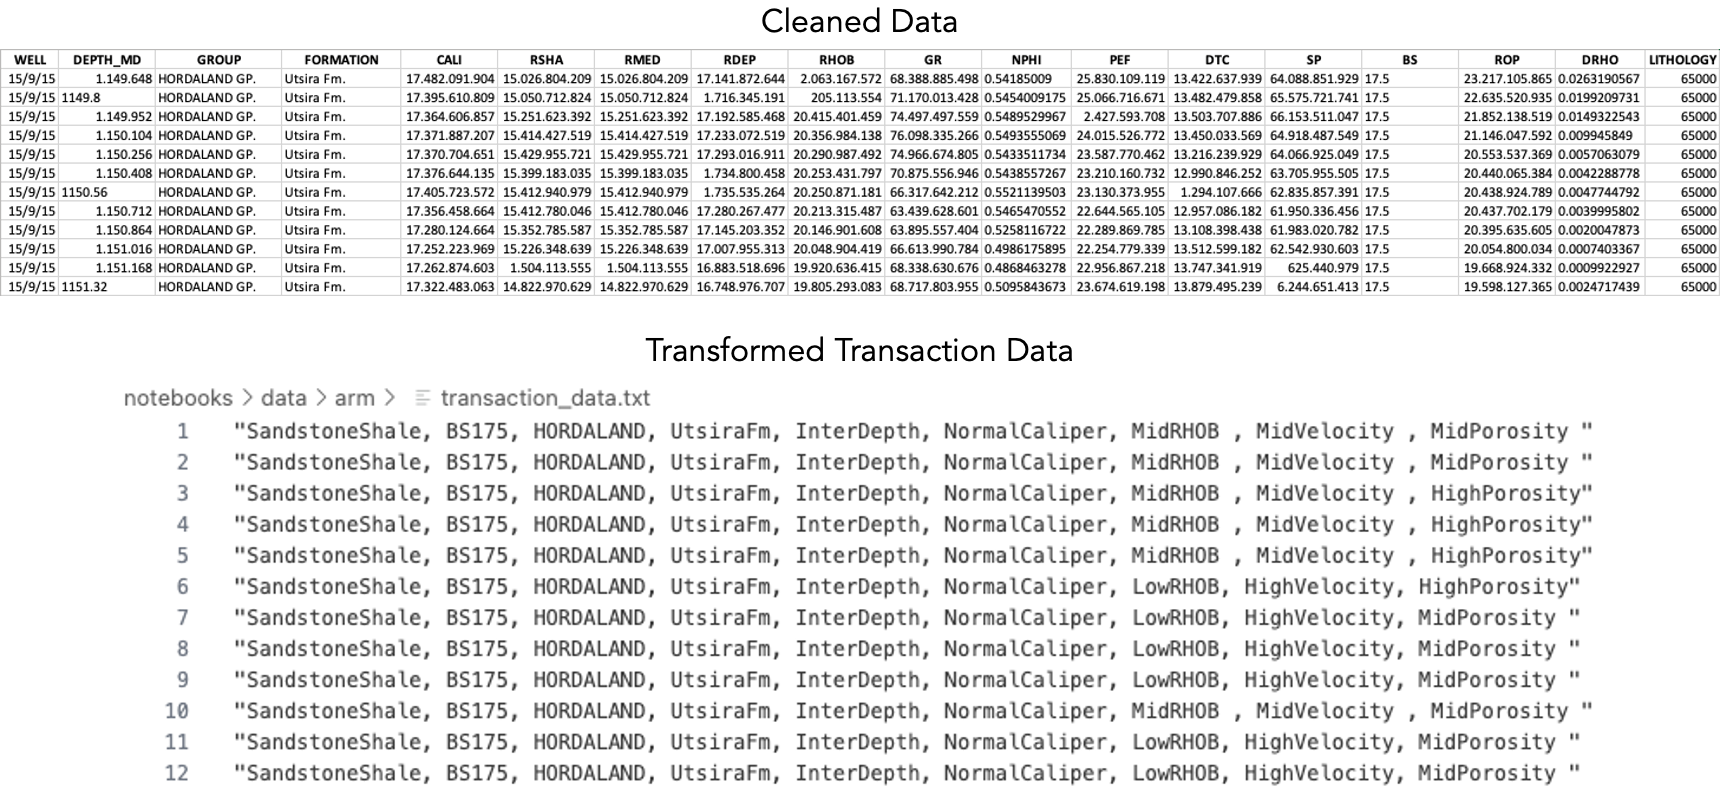 Cleaned Data
WELL DEPTH_MD GROUP FORMATION CALI RSHA RMED RDEP RHOB GR NPHI PEF DTC SP BS ROP DRHO LITHOLOGY
15/9/15 1.149.648 HORDALAND GP. Utsira Fm. 17.482.091.904 15.026.804.209 15.026.804.209 17.141.872.644 2.063.167.572 68.388.885.498 0.54185009 25.830.109.119 13.422.637.939 64.088.851.929 17.5 23.217.105.865 0.0263190567 65000
15/9/15 1149.8 HORDALAND GP. Utsira Fm. 17.395.610.809 15.050.712.824 15.050.712.824 1.716.345.191 205.113.554 71.170.013.428 0.5454009175 25.066.716.671 13.482.479.858 65.575.721.741 17.5 22.635.520.935 0.0199209731 65000
15/9/15 1.149.952 HORDALAND GP. Utsira Fm. 17.364.606.857 15.251.623.392 15.251.623.392 17.192.585.468 20.415.401.459 74.497.497.559 0.5489529967 2.427.593.708 13.503.707.886 66.153.511.047 17.5 21.852.138.519 0.0149322543 65000
15/9/15 1.150.104 HORDALAND GP. Utsira Fm. 17.371.887.207 15.414.427.519 15.414.427.519 17.233.072.519 20.356.984.138 76.098.335.266 0.5493555069 24.015.526.772 13.450.033.569 64.918.487.549 17.5 21.146.047.592 0.009945849 65000
15/9/15 1.150.256 HORDALAND GP. Utsira Fm. 17.370.704.651 15.429.955.721 15.429.955.721 17.293.016.911 20.290.987.492 74.966.674.805 0.5433511734 23.587.770.462 13.216.239.929 64.066.925.049 17.5 20.553.537.369 0.0057063079 65000
15/9/15 1.150.408 HORDALAND GP. Utsira Fm. 17.376.644.135 15.399.183.035 15.399.183.035 1.734.800.458 20.253.431.797 70.875.556.946 0.5438557267 23.210.160.732 12.990.846.252 63.705.955.505 17.5 20.440.065.384 0.0042288778 65000
15/9/15 1150.56 HORDALAND GP. Utsira Fm. 17.405.723.572 15.412.940.979 15.412.940.979 1.735.535.264 20.250.871.181 66.317.642.212 0.5521139503 23.130.373.955 1.294.107.666 62.835.857.391 17.5 20.438.924.789 0.0047744792 65000
15/9/15 1.150.712 HORDALAND GP. Utsira Fm. 17.356.458.664 15.412.780.046 15.412.780.046 17.280.267.477 20.213.315.487 63.439.628.601 0.5465470552 22.644.565.105 12.957.086.182 61.950.336.456 17.5 20.437.702.179 0.0039995802 65000
15/9/15 1.150.864 HORDALAND GP. Utsira Fm. 17.280.124.664 15.352.785.587 15.352.785.587 17.145.203.352 20.146.901.608 63.895.557.404 0.5258116722 22.289.869.785 13.108.398.438 61.983.020.782 17.5 20.395.635.605 0.0020047873 65000
15/9/15 1.151.016 HORDALAND GP. Utsira Fm. 17.252.223.969 15.226.348.639 15.226.348.639 17.007.955.313 20.048.904.419 66.613.990.784 0.4986175895 22.254.779.339 13.512.599.182 62.542.930.603 17.5 20.054.800.034 0.0007403367 65000
15/9/15 1.151.168 HORDALAND GP. Utsira Fm. 17.262.874.603 1.504.113.555 1.504.113.555 16.883.518.696 19.920.636.415 68.338.630.676 0.4868463278 22.956.867.218 13.747.341.919 625.440.979 17.5 19.668.924.332 0.0009922927 65000
15/9/15 1151.32 HORDALAND GP. Utsira Fm. 17.322.483.063 14.822.970.629 14.822.970.629 16.748.976.707 19.805.293.083 68.717.803.955 0.5095843673 23.674.619.198 13.879.495.239 6.244.651.413 17.5 19.598.127.365 0.0024717439 65000
Transformed Transaction Data
notebooks > data > arm > transaction_data.txt
1 "SandstoneShale, BS175, HORDALAND, UtsiraFm, InterDepth, NormalCaliper, MidRHOB , MidVelocity , MidPorosity "
2 "SandstoneShale, BS175, HORDALAND, UtsiraFm, InterDepth, NormalCaliper, MidRHOB , MidVelocity , MidPorosity "
3 "SandstoneShale, BS175, HORDALAND, UtsiraFm, InterDepth, NormalCaliper, MidRHOB , MidVelocity , HighPorosity"
4 "SandstoneShale, BS175, HORDALAND, UtsiraFm, InterDepth, NormalCaliper, MidRHOB , MidVelocity , HighPorosity"
5 "SandstoneShale, BS175, HORDALAND, UtsiraFm, InterDepth, NormalCaliper, MidRHOB , MidVelocity , HighPorosity"
6 "SandstoneShale, BS175, HORDALAND, UtsiraFm, InterDepth, NormalCaliper, LowRHOB, HighVelocity, HighPorosity"
7 "SandstoneShale, BS175, HORDALAND, UtsiraFm, InterDepth, NormalCaliper, LowRHOB, HighVelocity, MidPorosity "
8 "SandstoneShale, BS175, HORDALAND, UtsiraFm, InterDepth, NormalCaliper, LowRHOB, HighVelocity, MidPorosity "
9 "SandstoneShale, BS175, HORDALAND, UtsiraFm, InterDepth, NormalCaliper, LowRHOB, HighVelocity, MidPorosity "
10 "SandstoneShale, BS175, HORDALAND, UtsiraFm, InterDepth, NormalCaliper, MidRHOB , MidVelocity , MidPorosity "
11 "SandstoneShale, BS175, HORDALAND, UtsiraFm, InterDepth, NormalCaliper, LowRHOB, HighVelocity, MidPorosity "
12 "SandstoneShale, BS175, HORDALAND, UtsiraFm, InterDepth, NormalCaliper, LowRHOB, HighVelocity, MidPorosity "